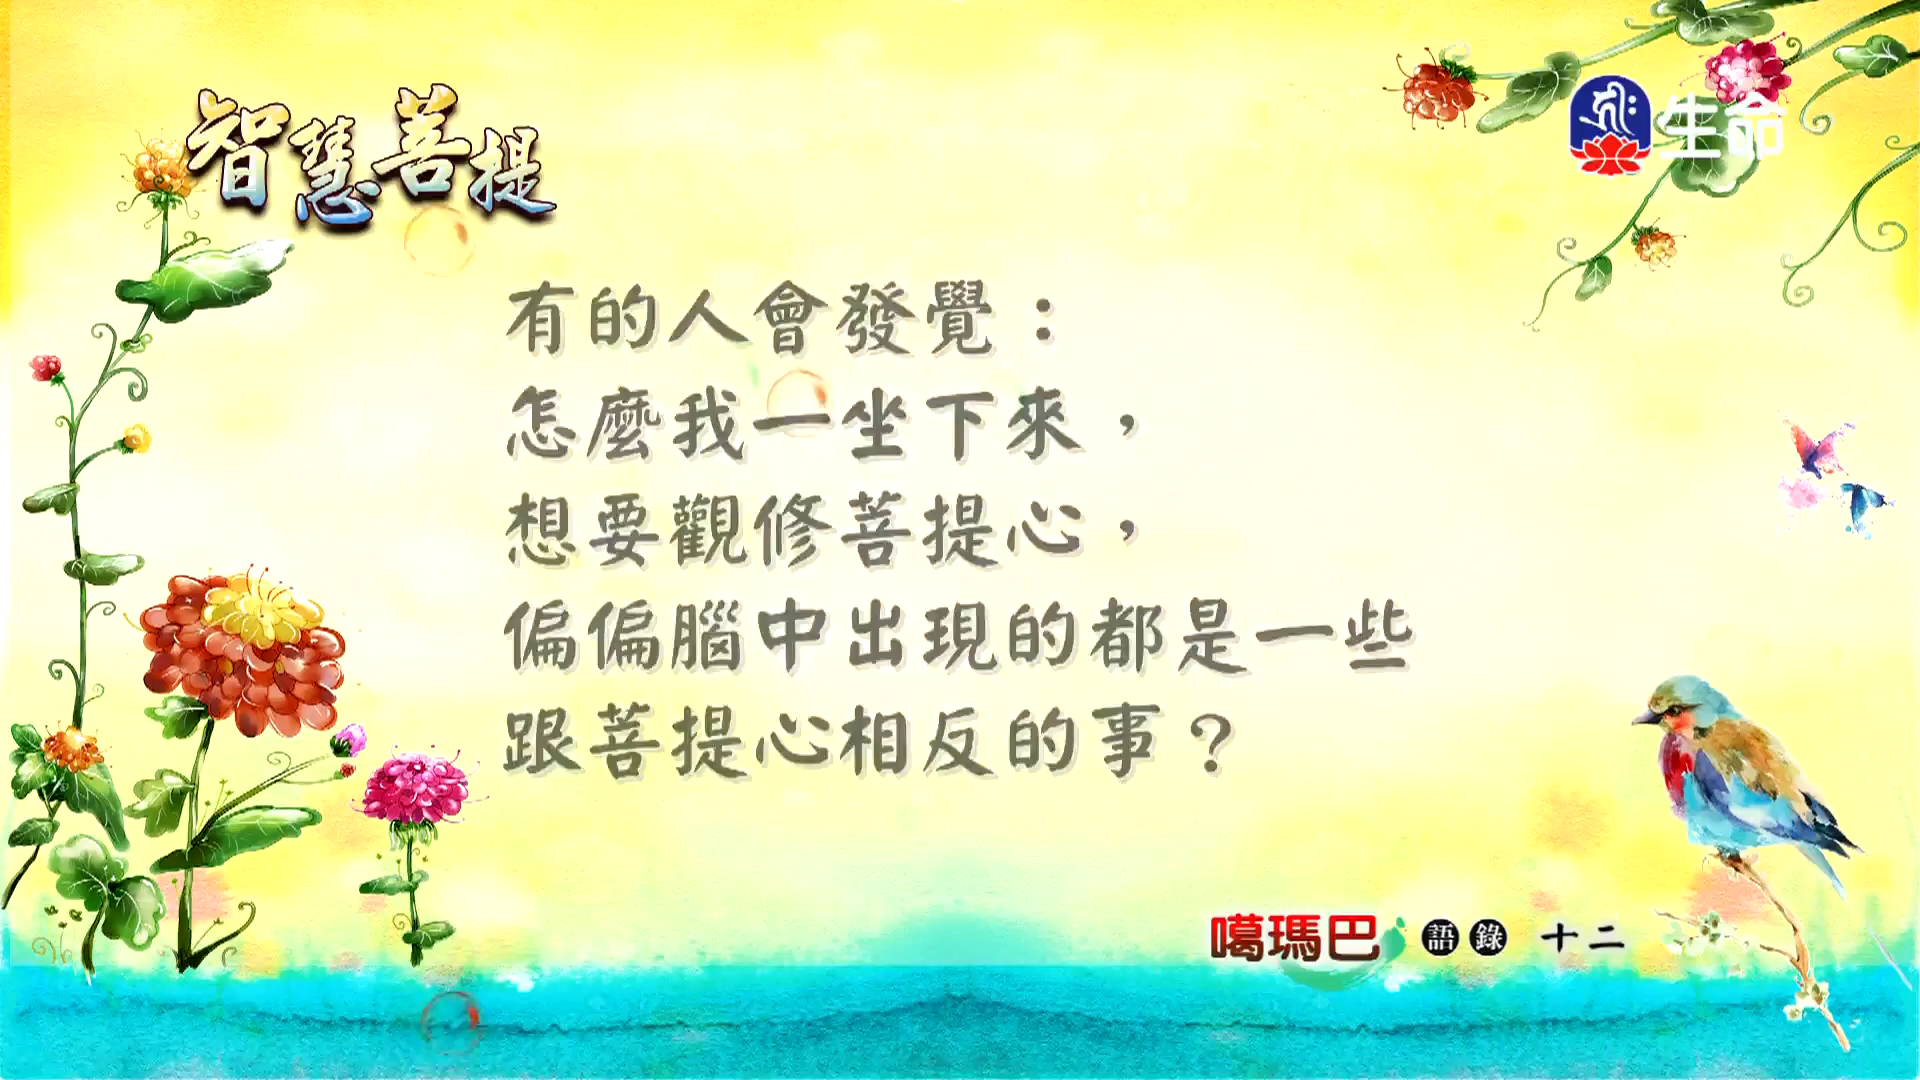 智慧菩提
生命
有的人會發覺：
怎麼我一坐下來，
想要觀修菩提心，
偏偏腦中出現的都是一些
跟菩提心相反的事？
噶瑪巴 語錄 十二